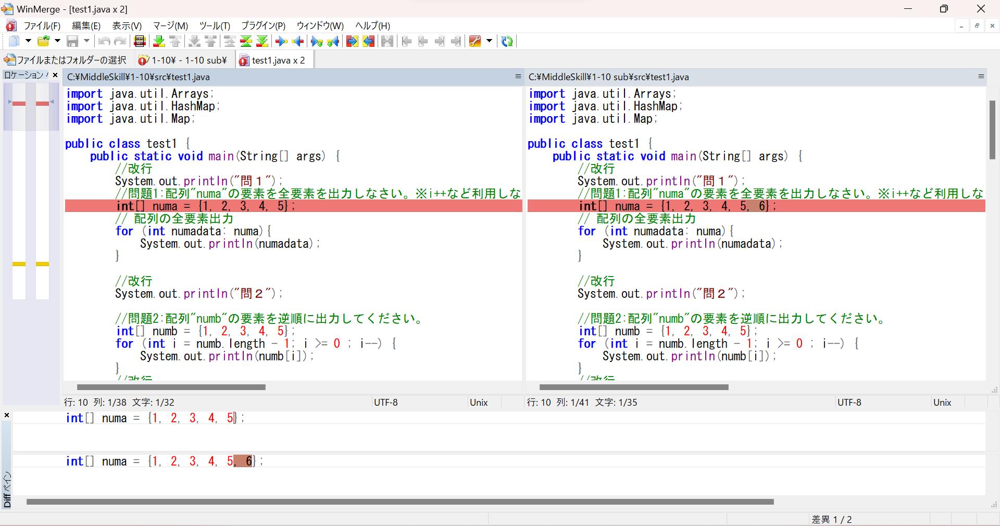 WinMerge - [test1.java x 2]
ファイル(F) 編集(E) 表示(V) マージ(M) ツール(T) プラグイン(P) ウィンドウ(W) ヘルプ(H)
ファイルまたはフォルダーの選択 1-10¥ - 1-10 sub¥ test1.java x 2
ロケーション
C:¥MiddleSkill¥1-10¥src¥test1.java
import java.util.Arrays;
import java.util.HashMap;
import java.util.Map;
public class test1 {
public static void main(String[] args) {
//改行
System.out.println("問１");
//問題1:配列"numa"の要素を全要素を出力しなさい。※i++など利用しな
int[] numa = {1, 2, 3, 4, 5};
// 配列の全要素出力
for (int numadata: numa){
System.out.println(numadata);
}
//改行
System.out.println("問２");
//問題2:配列"numb"の要素を逆順に出力してください。
int[] numb = {1, 2, 3, 4, 5};
for (int i = numb.length - 1; i >= 0 ; i--) {
System.out.println(numb[i]);
}
//改行
行: 10 列: 1/38 文字: 1/32 UTF-8 Unix
C:¥MiddleSkill¥1-10 sub¥src¥test1.java
import java.util.Arrays;
import java.util.HashMap;
import java.util.Map;
public class test1 {
public static void main(String[] args) {
//改行
System.out.println("問１");
//問題1:配列"numa"の要素を全要素を出力しなさい。※i++など利用しな
int[] numa = {1, 2, 3, 4, 5, 6};
// 配列の全要素出力
for (int numadata: numa){
System.out.println(numadata);
}
//改行
System.out.println("問２");
//問題2:配列"numb"の要素を逆順に出力してください。
int[] numb = {1, 2, 3, 4, 5};
for (int i = numb.length - 1; i >= 0 ; i--) {
System.out.println(numb[i]);
}
//改行
行: 10 列: 1/41 文字: 1/35 UTF-8 Unix
int[] numa = {1, 2, 3, 4, 5};
int[] numa = {1, 2, 3, 4, 5, 6};
Diff ペイン
差異 1 / 2